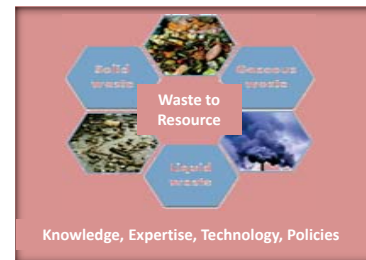 Solid
waste
Gaseous
waste
Waste to
Resource
Liquid
waste
Knowledge, Expertise, Technology, Policies